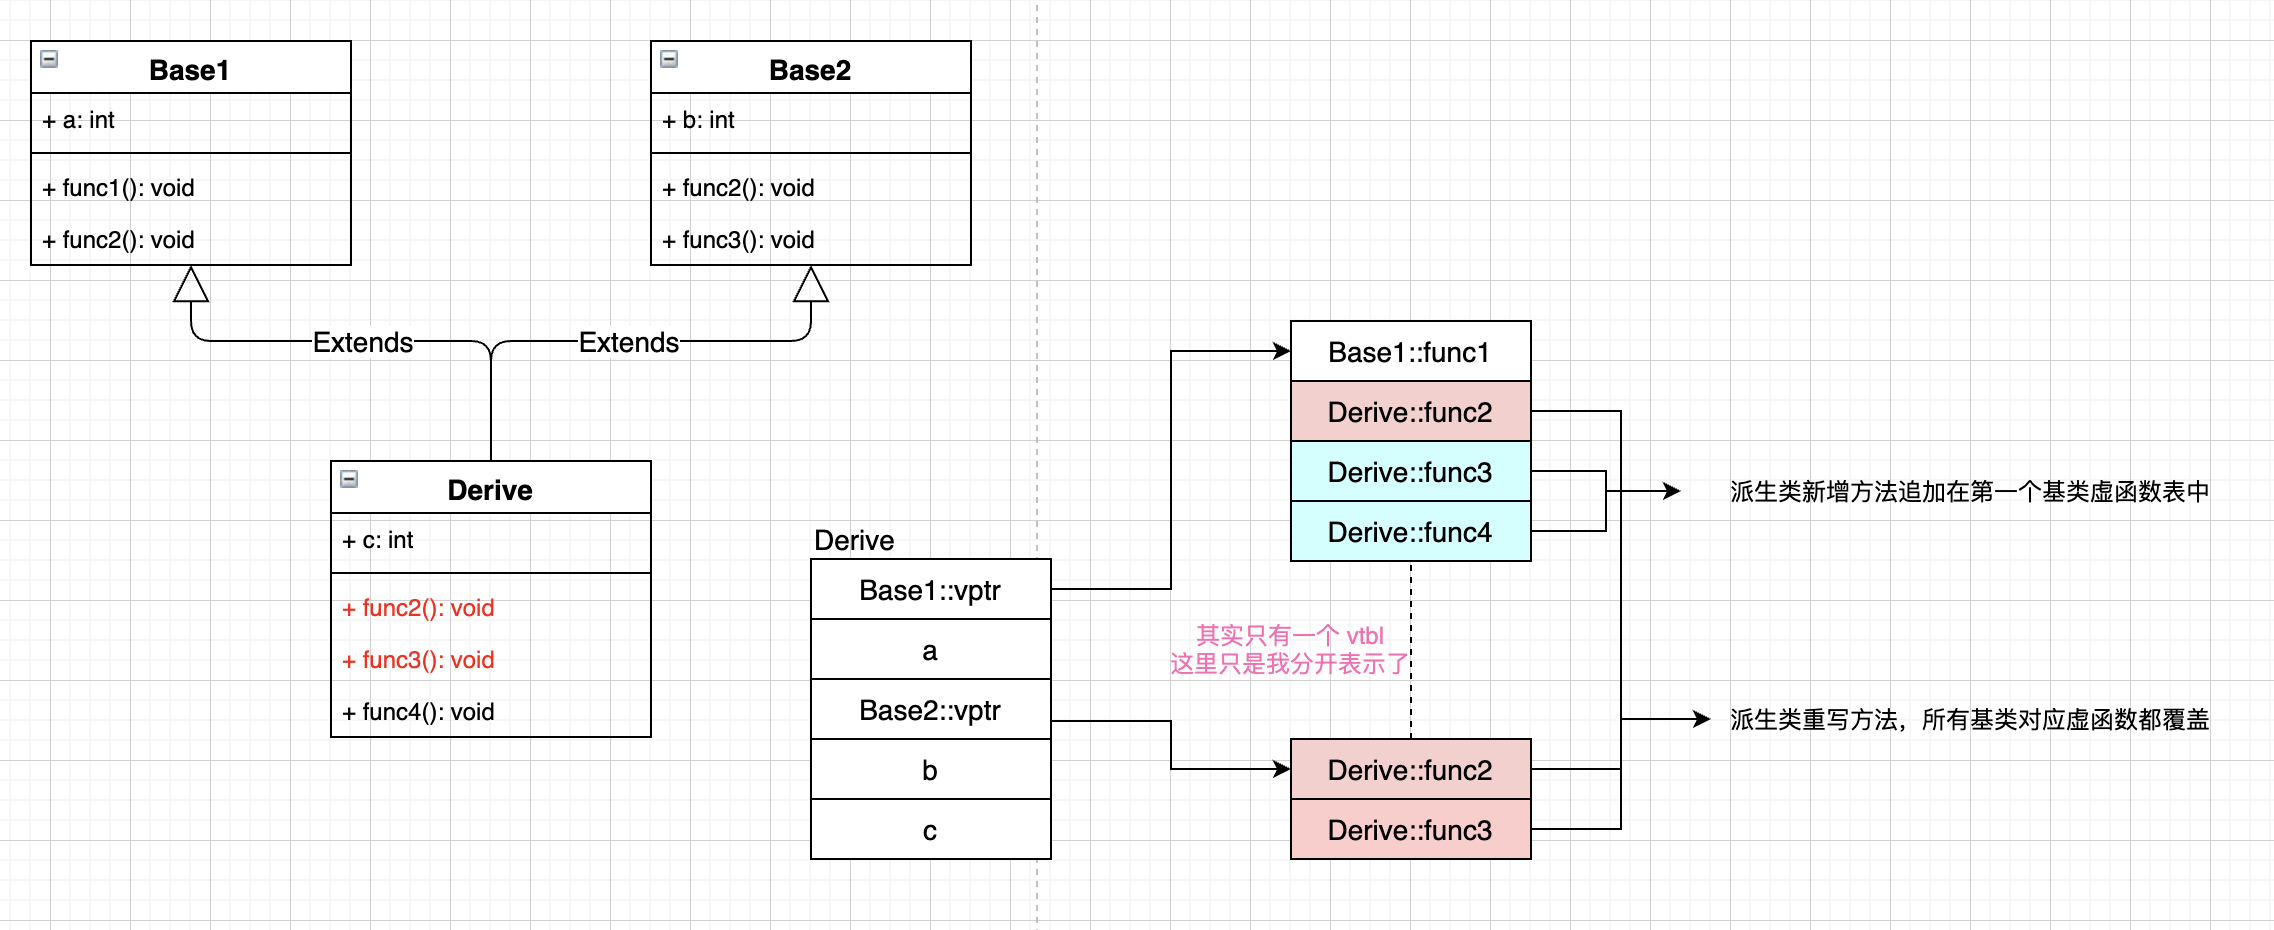 Base1
+ a: int
+ func1(): void
+ func2(): void
Base2
+ b: int
+ func2(): void
+ func3(): void
Extends
Extends
Derive
+ c: int
+ func2(): void
+ func3(): void
+ func4(): void
Derive
Base1::vptr
a
Base2::vptr
b
c
Base1::func1
Derive::func2
Derive::func3
Derive::func4
其实只有一个 vtbl
这里只是我分开表示了
Derive::func2
Derive::func3
派生类新增方法追加在第一个基类虚函数表中
派生类重写方法，所有基类对应虚函数都覆盖